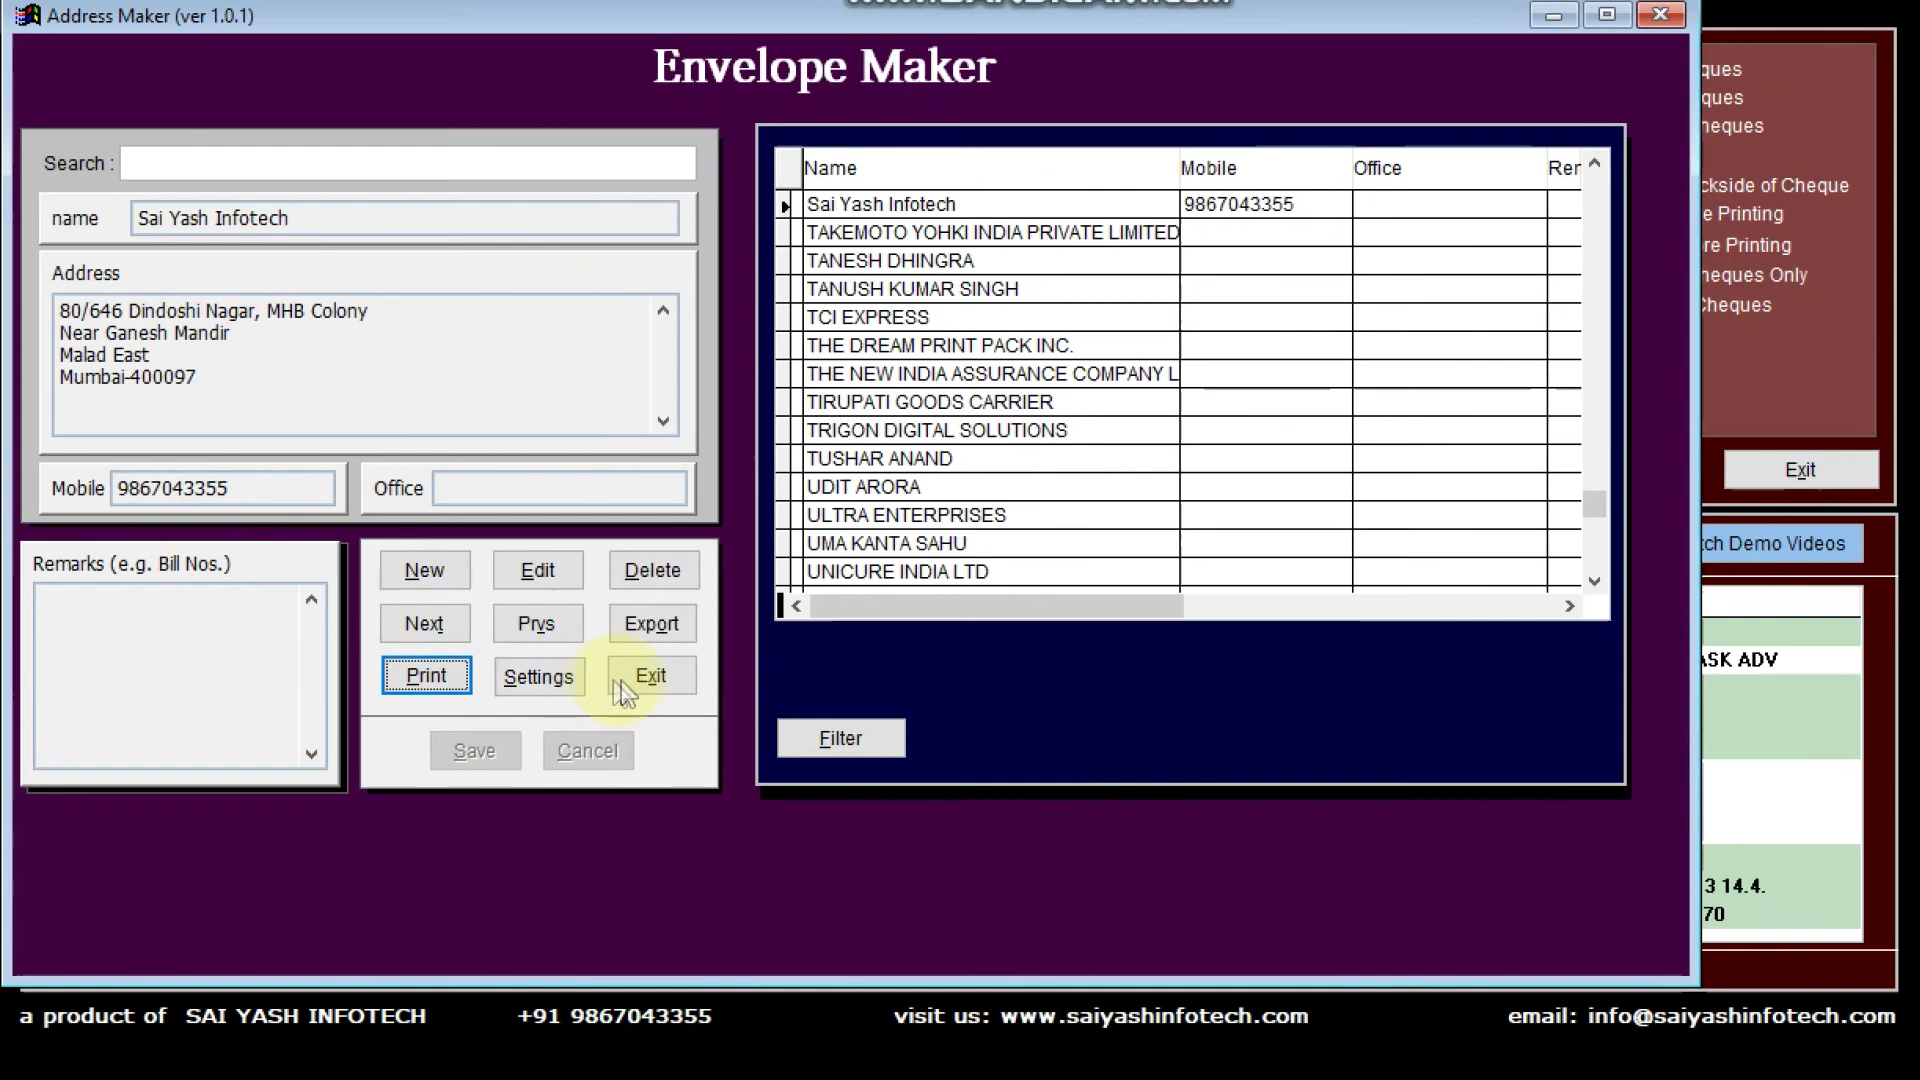 Address Maker (ver 1.0.1)
Envelope Maker
Search :
name Sai Yash Infotech
Address
80/646 Dindoshi Nagar, MHB Colony
Near Ganesh Mandir
Malad East
Mumbai-400097
Mobile 9867043355 Office
Remarks (e.g. Bill Nos.)
New Edit Delete
Next Prvs Export
Print Settings Exit
Save Cancel
Name Mobile Office Rer
Sai Yash Infotech 9867043355
TAKEMOTO YOHKI INDIA PRIVATE LIMITED
TANESH DHINGRA
TANUSH KUMAR SINGH
TCI EXPRESS
THE DREAM PRINT PACK INC.
THE NEW INDIA ASSURANCE COMPANY L
TIRUPATI GOODS CARRIER
TRIGON DIGITAL SOLUTIONS
TUSHAR ANAND
UDIT ARORA
ULTRA ENTERPRISES
UMA KANTA SAHU
UNICURE INDIA LTD
Filter
ques
ques
heques
ckside of Cheque
e Printing
re Printing
heques Only
Cheques
Exit
tch Demo Videos
ASK ADV
3 14.4.
70
a product of SAI YASH INFOTECH +91 9867043355 visit us: www.saiyashinfotech.com email: info@saiyashinfotech.com